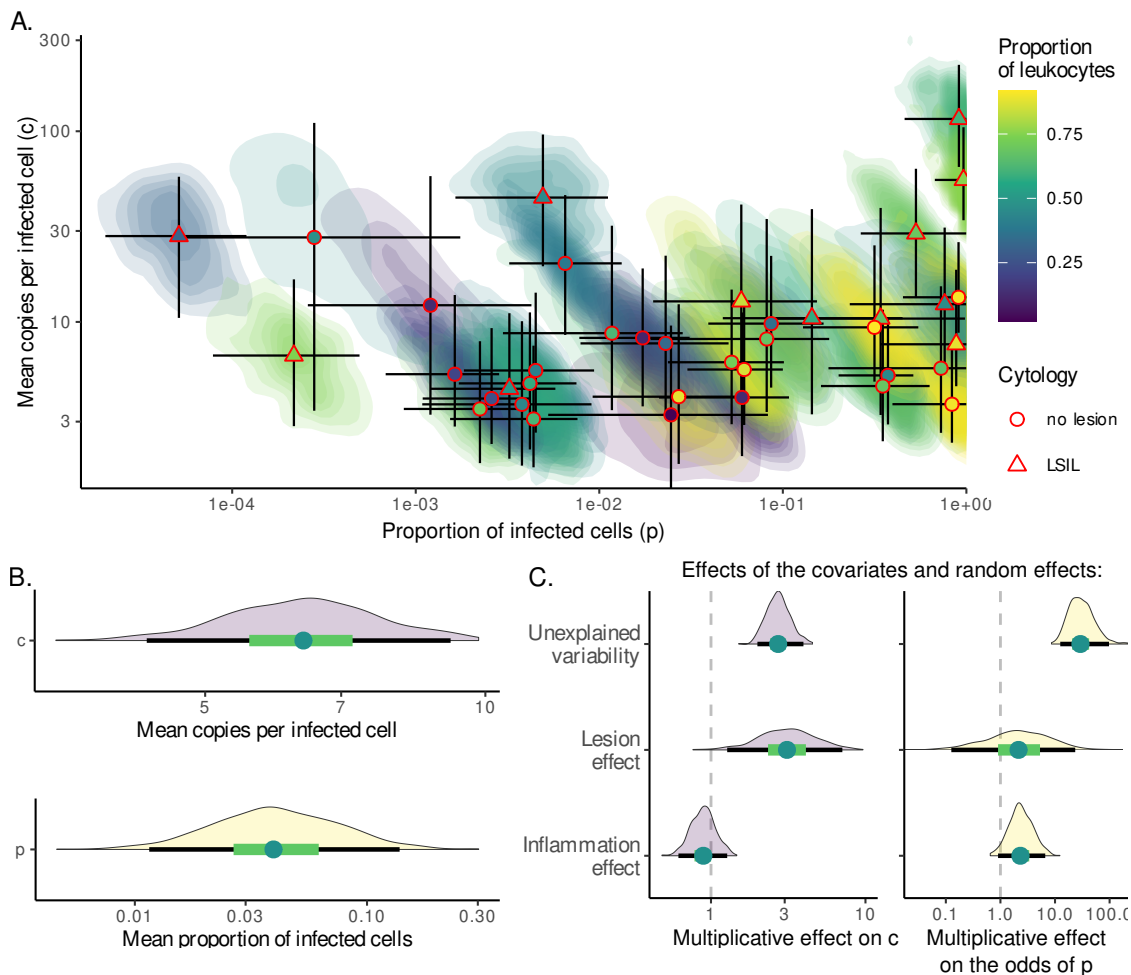 A.
300
100
30
10
3
Mean copies per infected cell (c)
1e-04
1e-03
1e-02
1e-01
1e+00
Proportion of infected cells (p)
Proportion
of leukocytes
0.75
0.50
0.25
Cytology
no lesion
LSIL
B.
c
5
7
10
Mean copies per infected cell
p
0.01
0.03
0.10
0.30
Mean proportion of infected cells
C.
Effects of the covariates and random effects:
Unexplained
variability
Lesion
effect
Inflammation
effect
1
3
10
Multiplicative effect on c
0.1
1.0
10.0
100.0
Multiplicative effect
on the odds of p